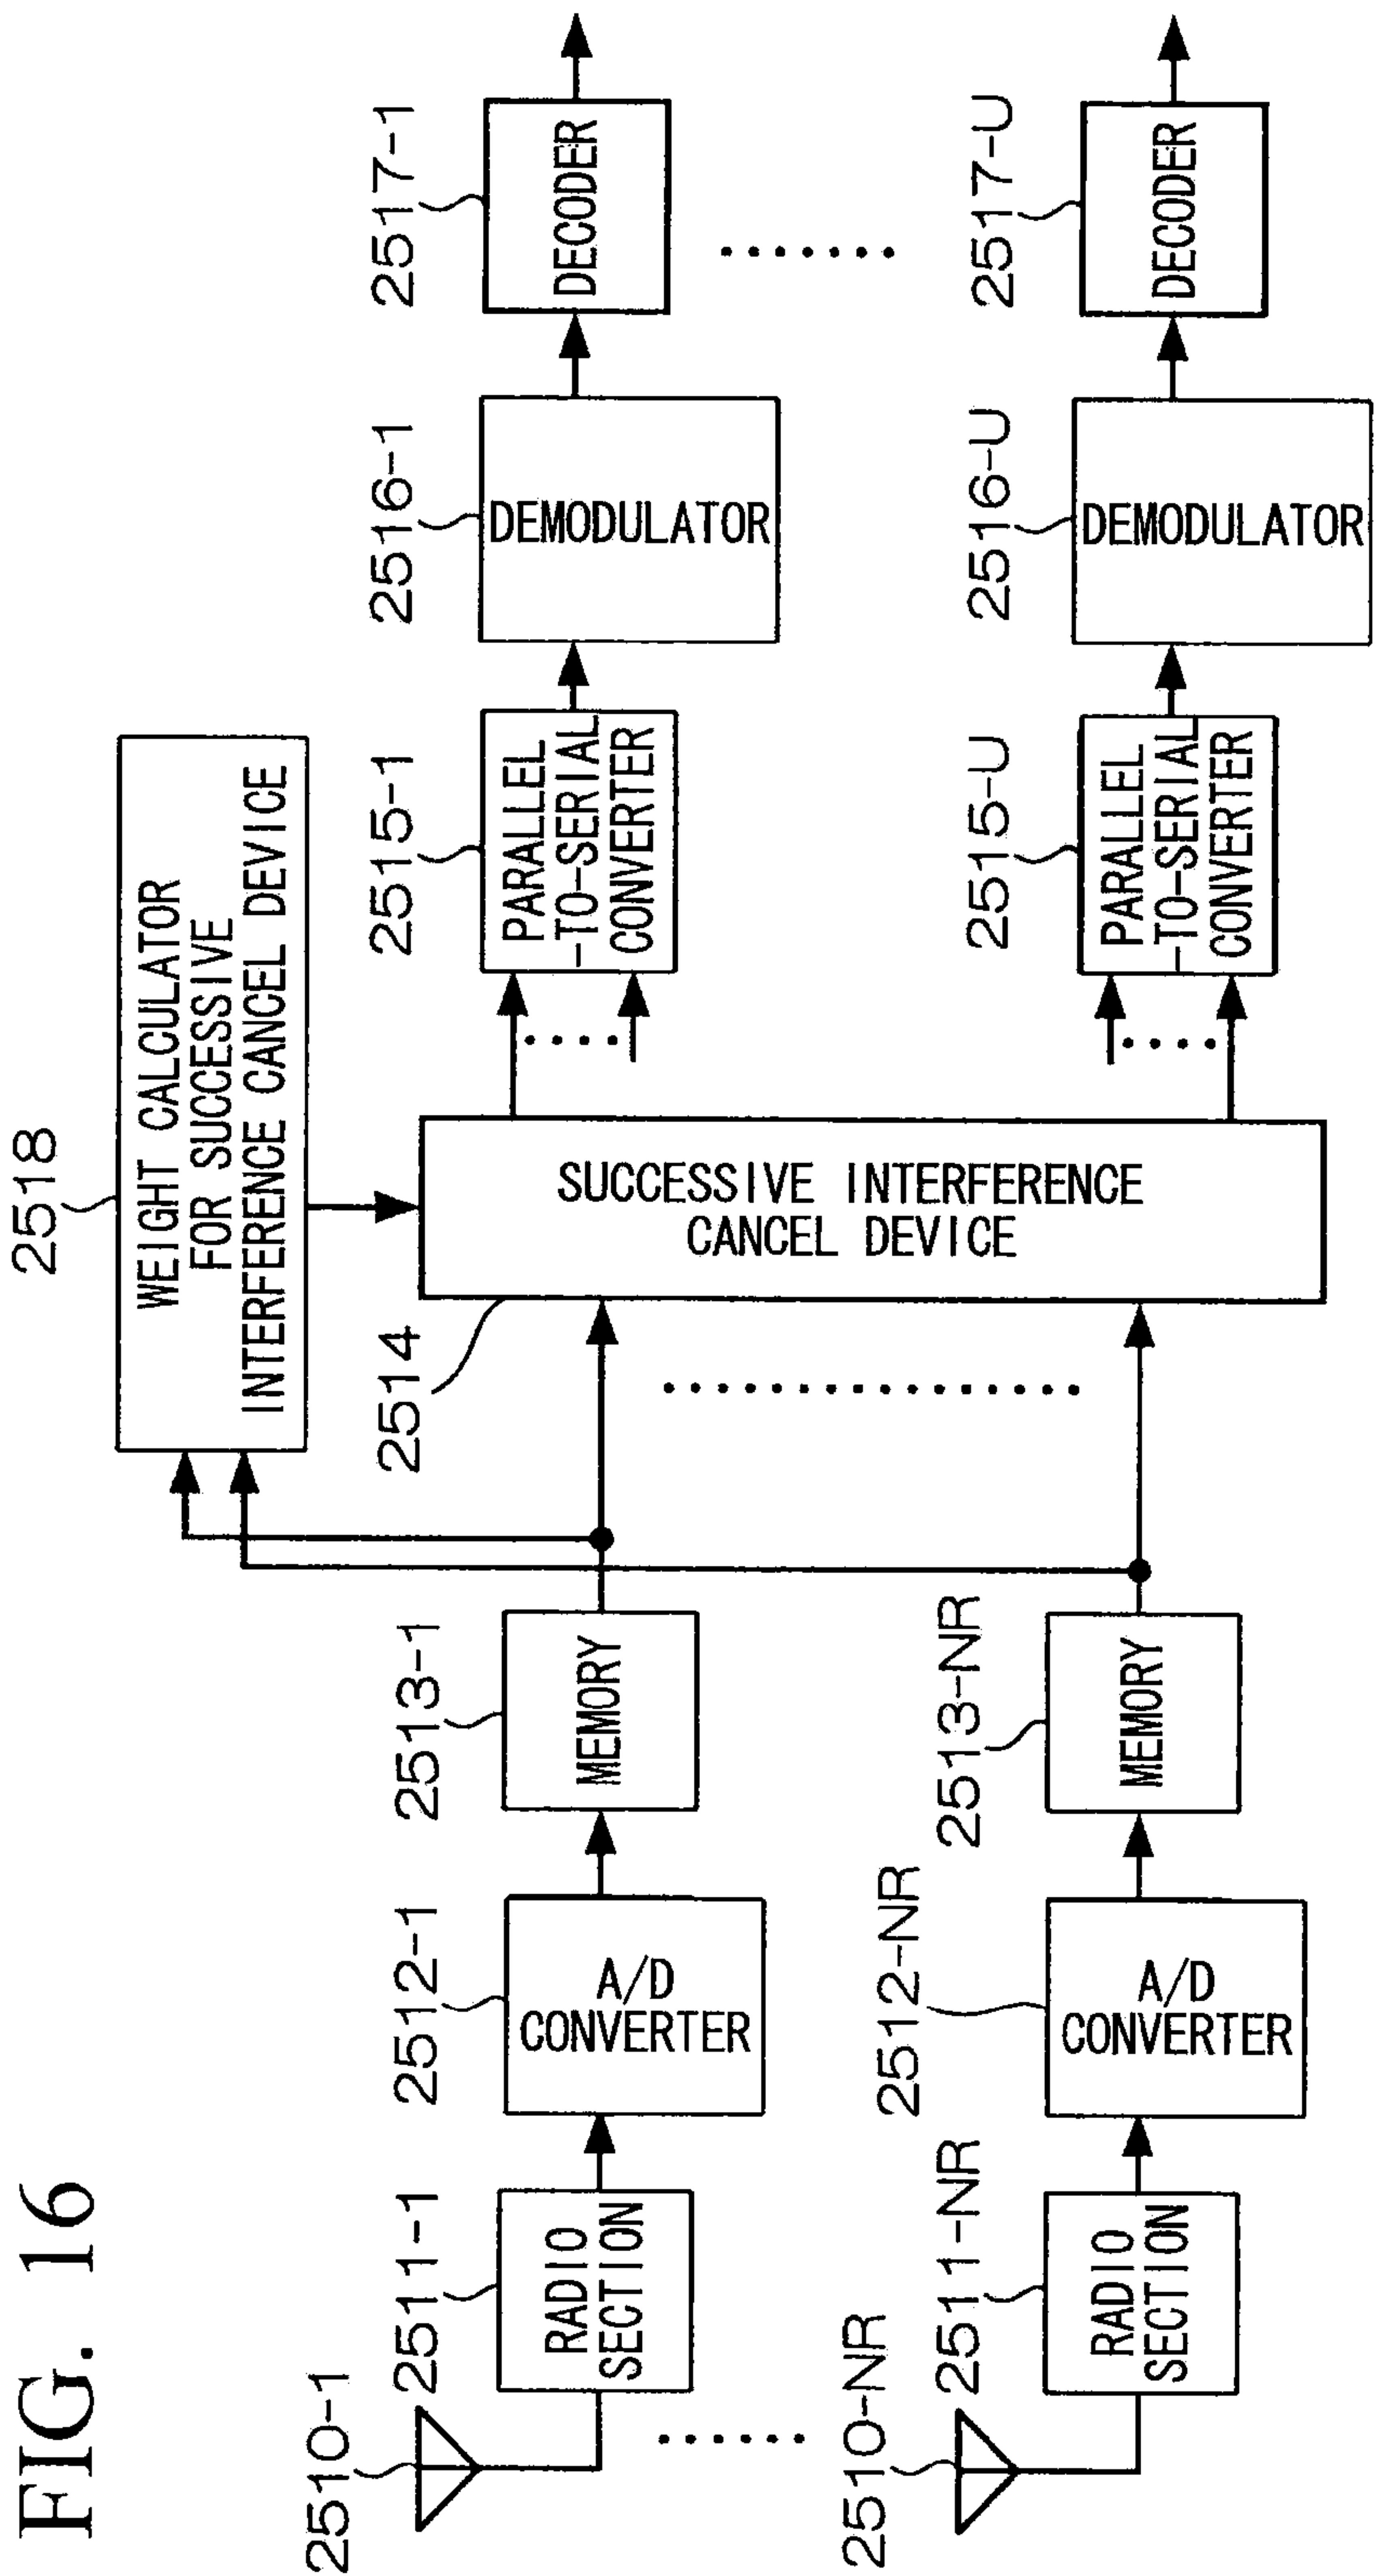 FIG. 16
2518
WEIGHT CALCULATOR
FOR SUCCESSIVE
INTERFERENCE CANCEL DEVICE
2510-1
2511-1
RADIO
SECTION
2512-1
A/D
CONVERTER
2513-1
MEMORY
2514
SUCCESSIVE INTERFERENCE
CANCEL DEVICE
2515-1
PARALLEL
-TO-SERIAL
CONVERTER
2516-1
DEMODULATOR
2517-1
DECODER
2510-NR
2511-NR
RADIO
SECTION
2512-NR
A/D
CONVERTER
2513-NR
MEMORY
2515-U
PARALLEL
-TO-SERIAL
CONVERTER
2516-U
DEMODULATOR
2517-U
DECODER